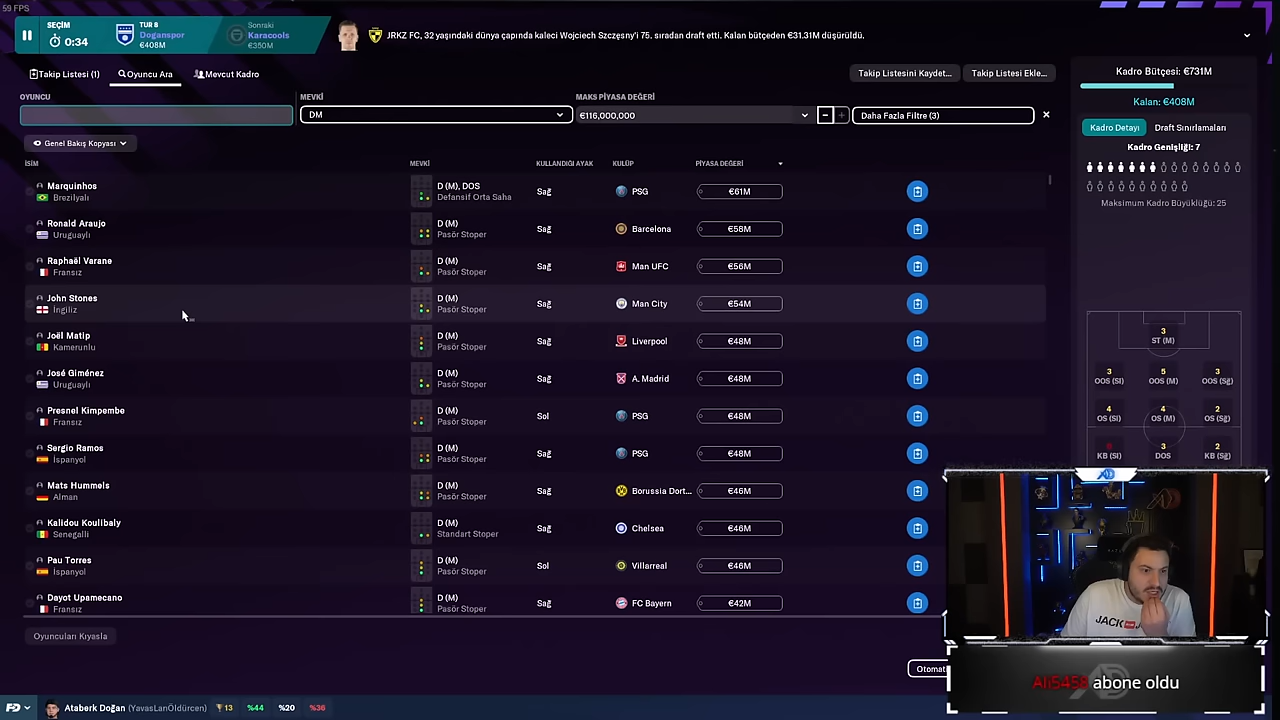 59 FPS
SEÇİM
0:34
TUR 8
Doganspor
€408M
Sonraki
Karacools
€350M
JRKZ FC, 32 yaşındaki dünya çapında kaleci Wojciech Szczęsny'i 75. sıradan draft etti. Kalan bütçeden €31.31M düşürüldü.
Takip Listesi (1)
Oyuncu Ara
Mevcut Kadro
Takip Listesini Kaydet...
Takip Listesi Ekle...
OYUNCU
MEVKİ
MAKS PİYASA DEĞERİ
DM
€116,000,000
Daha Fazla Filtre (3)
Genel Bakış Kopyası
İSİM
MEVKİ
KULLANDIĞI AYAK
KULÜP
PİYASA DEĞERİ
Marquinhos
Brezilyalı
D (M), DOS
Defansif Orta Saha
Sağ
PSG
€61M
Ronald Araujo
Uruguaylı
D (M)
Pasör Stoper
Sağ
Barcelona
€58M
Raphaël Varane
Fransız
D (M)
Pasör Stoper
Sağ
Man UFC
€56M
John Stones
İngiliz
D (M)
Pasör Stoper
Sağ
Man City
€54M
Joël Matip
Kamerunlu
D (M)
Pasör Stoper
Sağ
Liverpool
€48M
José Giménez
Uruguaylı
D (M)
Pasör Stoper
Sağ
A. Madrid
€48M
Presnel Kimpembe
Fransız
D (M)
Pasör Stoper
Sol
PSG
€48M
Sergio Ramos
İspanyol
D (M)
Pasör Stoper
Sağ
PSG
€48M
Mats Hummels
Alman
D (M)
Pasör Stoper
Sağ
Borussia Dort...
€46M
Kalidou Koulibaly
Senegalli
D (M)
Standart Stoper
Sağ
Chelsea
€46M
Pau Torres
İspanyol
D (M)
Pasör Stoper
Sol
Villarreal
€46M
Dayot Upamecano
Fransız
D (M)
Pasör Stoper
Sağ
FC Bayern
€42M
Oyuncuları Kıyasla
Otomat
Kadro Bütçesi: €731M
Kalan: €408M
Kadro Detayı
Draft Sınırlamaları
Kadro Genişliği: 7
Maksimum Kadro Büyüklüğü: 25
3
ST (M)
3
OOS (Sl)
5
OOS (M)
3
OOS (Sğ)
4
OS (Sl)
4
OS (M)
2
OS (Sğ)
KB (Sl)
3
DOS
2
KB (Sğ)
JACK
Ali5458 abone oldu
FD
Ataberk Doğan (YavasLanÖldürcen)
13
%44
%20
%36